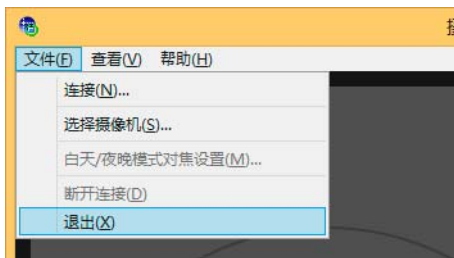 文件(F) 查看(V) 帮助(H)
连接(N)...
选择摄像机(S)...
白天/夜晚模式对焦设置(M)...
断开连接(D)
退出(X)